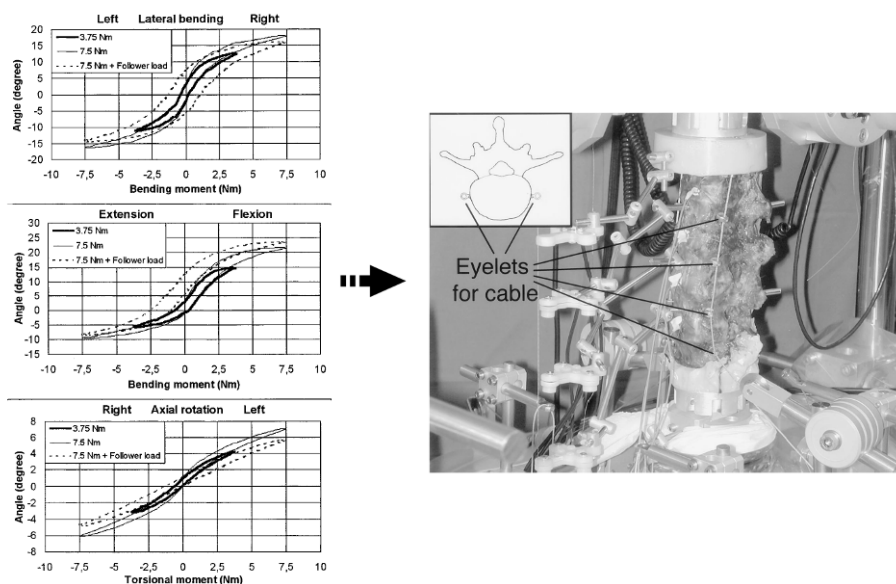 Left Lateral bending Right
3.75 Nm
7.5 Nm
7.5 Nm + Follower load
Angle (degree)
20
15
10
5
0
-5
-10
-15
-20
-10 -7,5 -5 -2,5 0 2,5 5 7,5 10
Bending moment (Nm)
Extension Flexion
3.75 Nm
7.5 Nm
7.5 Nm + Follower load
Angle (degree)
30
25
20
15
10
5
0
-5
-10
-15
-10 -7,5 -5 -2,5 0 2,5 5 7,5 10
Bending moment (Nm)
Right Axial rotation Left
3.75 Nm
7.5 Nm
7.5 Nm + Follower load
Angle (degree)
8
6
4
2
0
-2
-4
-6
-8
-10 -7,5 -5 -2,5 0 2,5 5 7,5 10
Torsional moment (Nm)
Eyelets
for cable